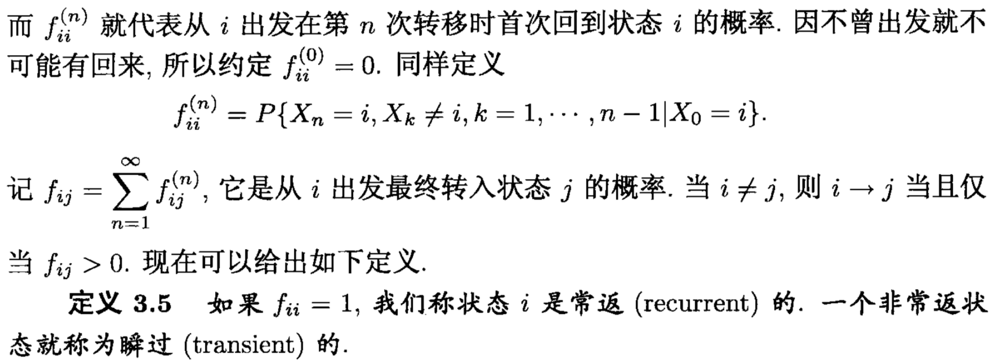 而 $f_{ii}^{(n)}$ 就代表从 $i$ 出发在第 $n$ 次转移时首次回到状态 $i$ 的概率. 因不曾出发就不
可能有回来, 所以约定 $f_{ii}^{(0)} = 0$. 同样定义
$f_{ii}^{(n)} = P\{X_n = i, X_k \neq i, k = 1, \cdots, n-1 | X_0 = i\}.$
记 $f_{ij} = \sum_{n=1}^{\infty} f_{ij}^{(n)}$, 它是从 $i$ 出发最终转入状态 $j$ 的概率. 当 $i \neq j$, 则 $i \to j$ 当且仅
当 $f_{ij} > 0$. 现在可以给出如下定义.
定义 3.5 如果 $f_{ii} = 1$, 我们称状态 $i$ 是常返 (recurrent) 的. 一个非常返状
态就称为瞬过 (transient) 的.